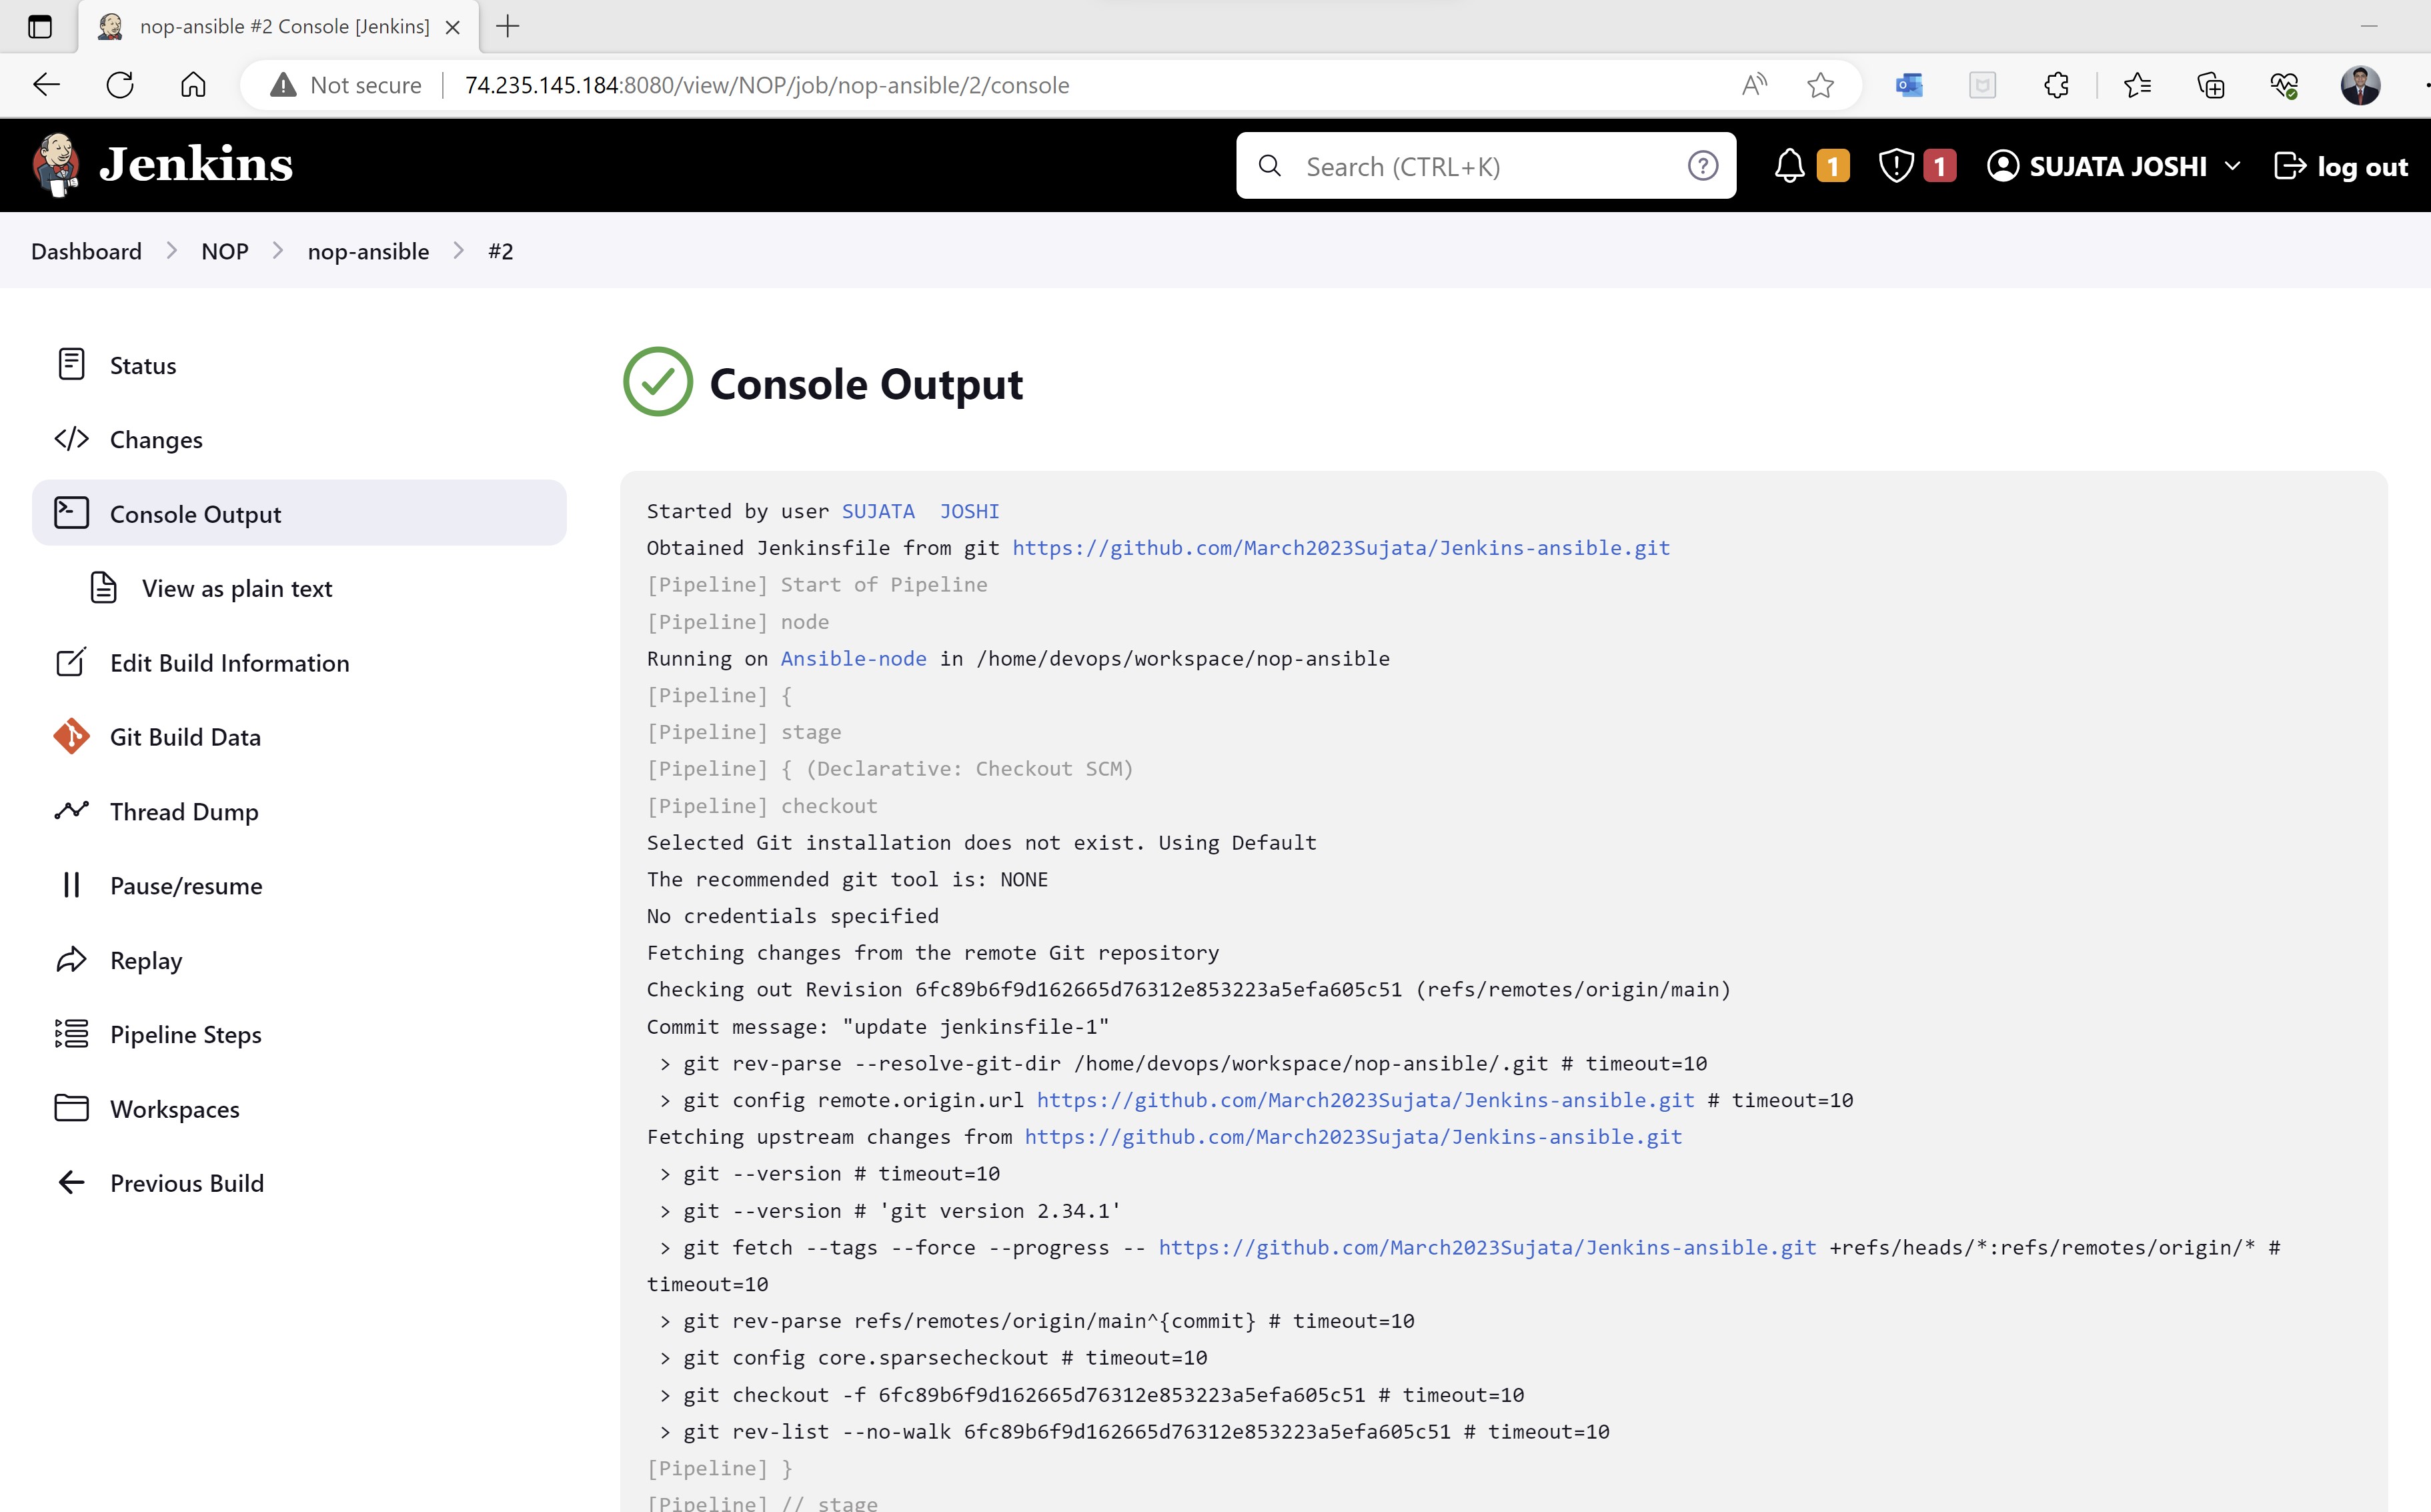 nop-ansible #2 Console [Jenkins]
Not secure 74.235.145.184:8080/view/NOP/job/nop-ansible/2/console
Jenkins
Search (CTRL+K)
1
1
SUJATA JOSHI
log out
Dashboard NOP nop-ansible #2
Status
Changes
Console Output
View as plain text
Edit Build Information
Git Build Data
Thread Dump
Pause/resume
Replay
Pipeline Steps
Workspaces
Previous Build
Console Output
Started by user SUJATA  JOSHI
Obtained Jenkinsfile from git https://github.com/March2023Sujata/Jenkins-ansible.git
[Pipeline] Start of Pipeline
[Pipeline] node
Running on Ansible-node in /home/devops/workspace/nop-ansible
[Pipeline] {
[Pipeline] stage
[Pipeline] { (Declarative: Checkout SCM)
[Pipeline] checkout
Selected Git installation does not exist. Using Default
The recommended git tool is: NONE
No credentials specified
Fetching changes from the remote Git repository
Checking out Revision 6fc89b6f9d162665d76312e853223a5efa605c51 (refs/remotes/origin/main)
Commit message: "update jenkinsfile-1"
> git rev-parse --resolve-git-dir /home/devops/workspace/nop-ansible/.git # timeout=10
> git config remote.origin.url https://github.com/March2023Sujata/Jenkins-ansible.git # timeout=10
Fetching upstream changes from https://github.com/March2023Sujata/Jenkins-ansible.git
> git --version # timeout=10
> git --version # 'git version 2.34.1'
> git fetch --tags --force --progress -- https://github.com/March2023Sujata/Jenkins-ansible.git +refs/heads/*:refs/remotes/origin/* #
timeout=10
> git rev-parse refs/remotes/origin/main^{commit} # timeout=10
> git config core.sparsecheckout # timeout=10
> git checkout -f 6fc89b6f9d162665d76312e853223a5efa605c51 # timeout=10
> git rev-list --no-walk 6fc89b6f9d162665d76312e853223a5efa605c51 # timeout=10
[Pipeline] }
[Pipeline] // stage